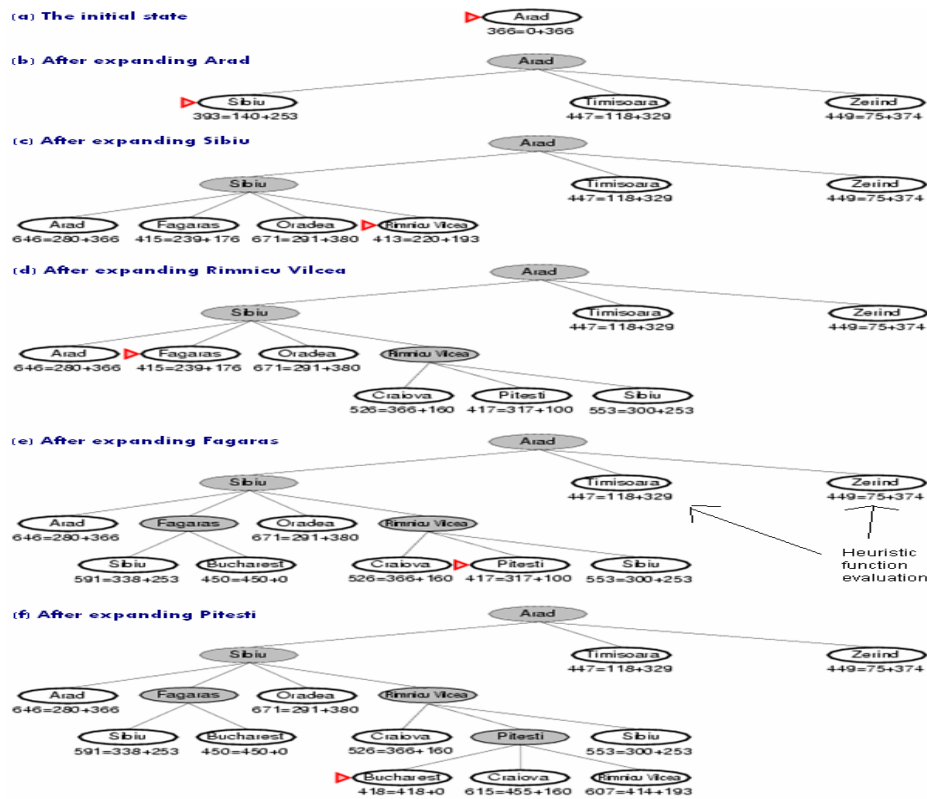 (a) The initial state
Arad
366=0+366
(b) After expanding Arad
Arad
Sibiu Timisoara Zerind
393=140+253 447=118+329 449=75+374
(c) After expanding Sibiu
Arad
Sibiu Timisoara Zerind
447=118+329 449=75+374
Arad Fagaras Oradea Rimnicu Vilcea
646=280+366 415=239+176 671=291+380 413=220+193
(d) After expanding Rimnicu Vilcea
Arad
Sibiu Timisoara Zerind
447=118+329 449=75+374
Arad Fagaras Oradea Rimnicu Vilcea
646=280+366 415=239+176 671=291+380
Craiova Pitesti Sibiu
526=366+160 417=317+100 553=300+253
(e) After expanding Fagaras
Arad
Sibiu Timisoara Zerind
447=118+329 449=75+374
Arad Fagaras Oradea Rimnicu Vilcea
646=280+366 671=291+380
Sibiu Bucharest Craiova Pitesti Sibiu
591=338+253 450=450+0 526=366+160 417=317+100 553=300+253
Heuristic
function
evaluation
(f) After expanding Pitesti
Arad
Sibiu Timisoara Zerind
447=118+329 449=75+374
Arad Fagaras Oradea Rimnicu Vilcea
646=280+366 671=291+380
Sibiu Bucharest Craiova Pitesti Sibiu
591=338+253 450=450+0 526=366+160 553=300+253
Bucharest Craiova Rimnicu Vilcea
418=418+0 615=455+160 607=414+193